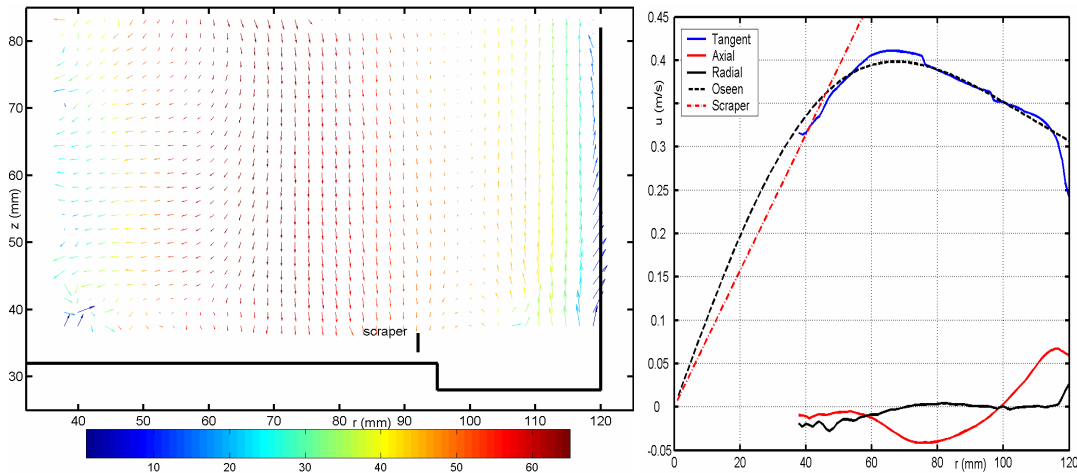 80
70
60
50
40
30
z (mm)
scraper
40 50 60 70 80 90 100 110 120
r (mm)
10 20 30 40 50 60
0.45
0.4
0.35
0.3
0.25
0.2
0.15
0.1
0.05
0
-0.05
u (m/s)
Tangent
Axial
Radial
Oseen
Scraper
0 20 40 60 80 100 120
r (mm)